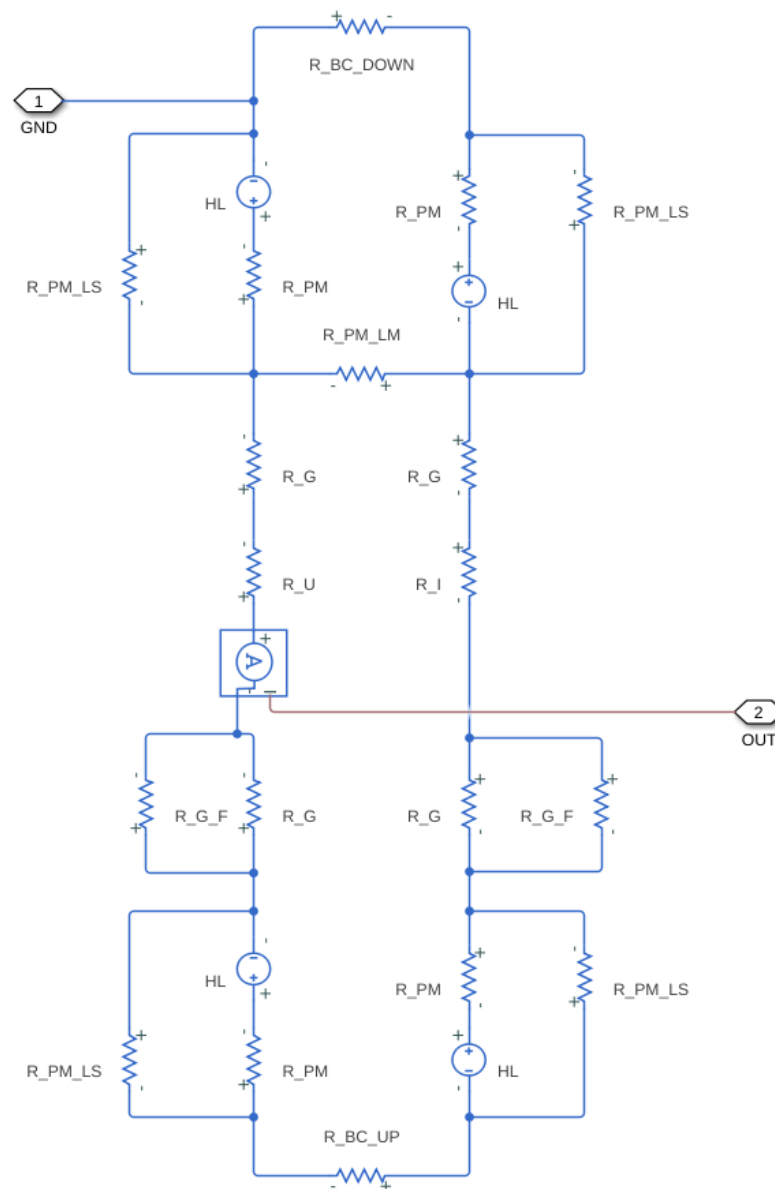 R_BC_DOWN
1
GND
HL
R_PM
R_PM_LS
R_PM_LS
R_PM
HL
R_PM_LM
R_G
R_G
R_U
R_I
A
2
OUT
R_G_F
R_G
R_G
R_G_F
HL
R_PM
R_PM_LS
R_PM_LS
R_PM
HL
R_BC_UP